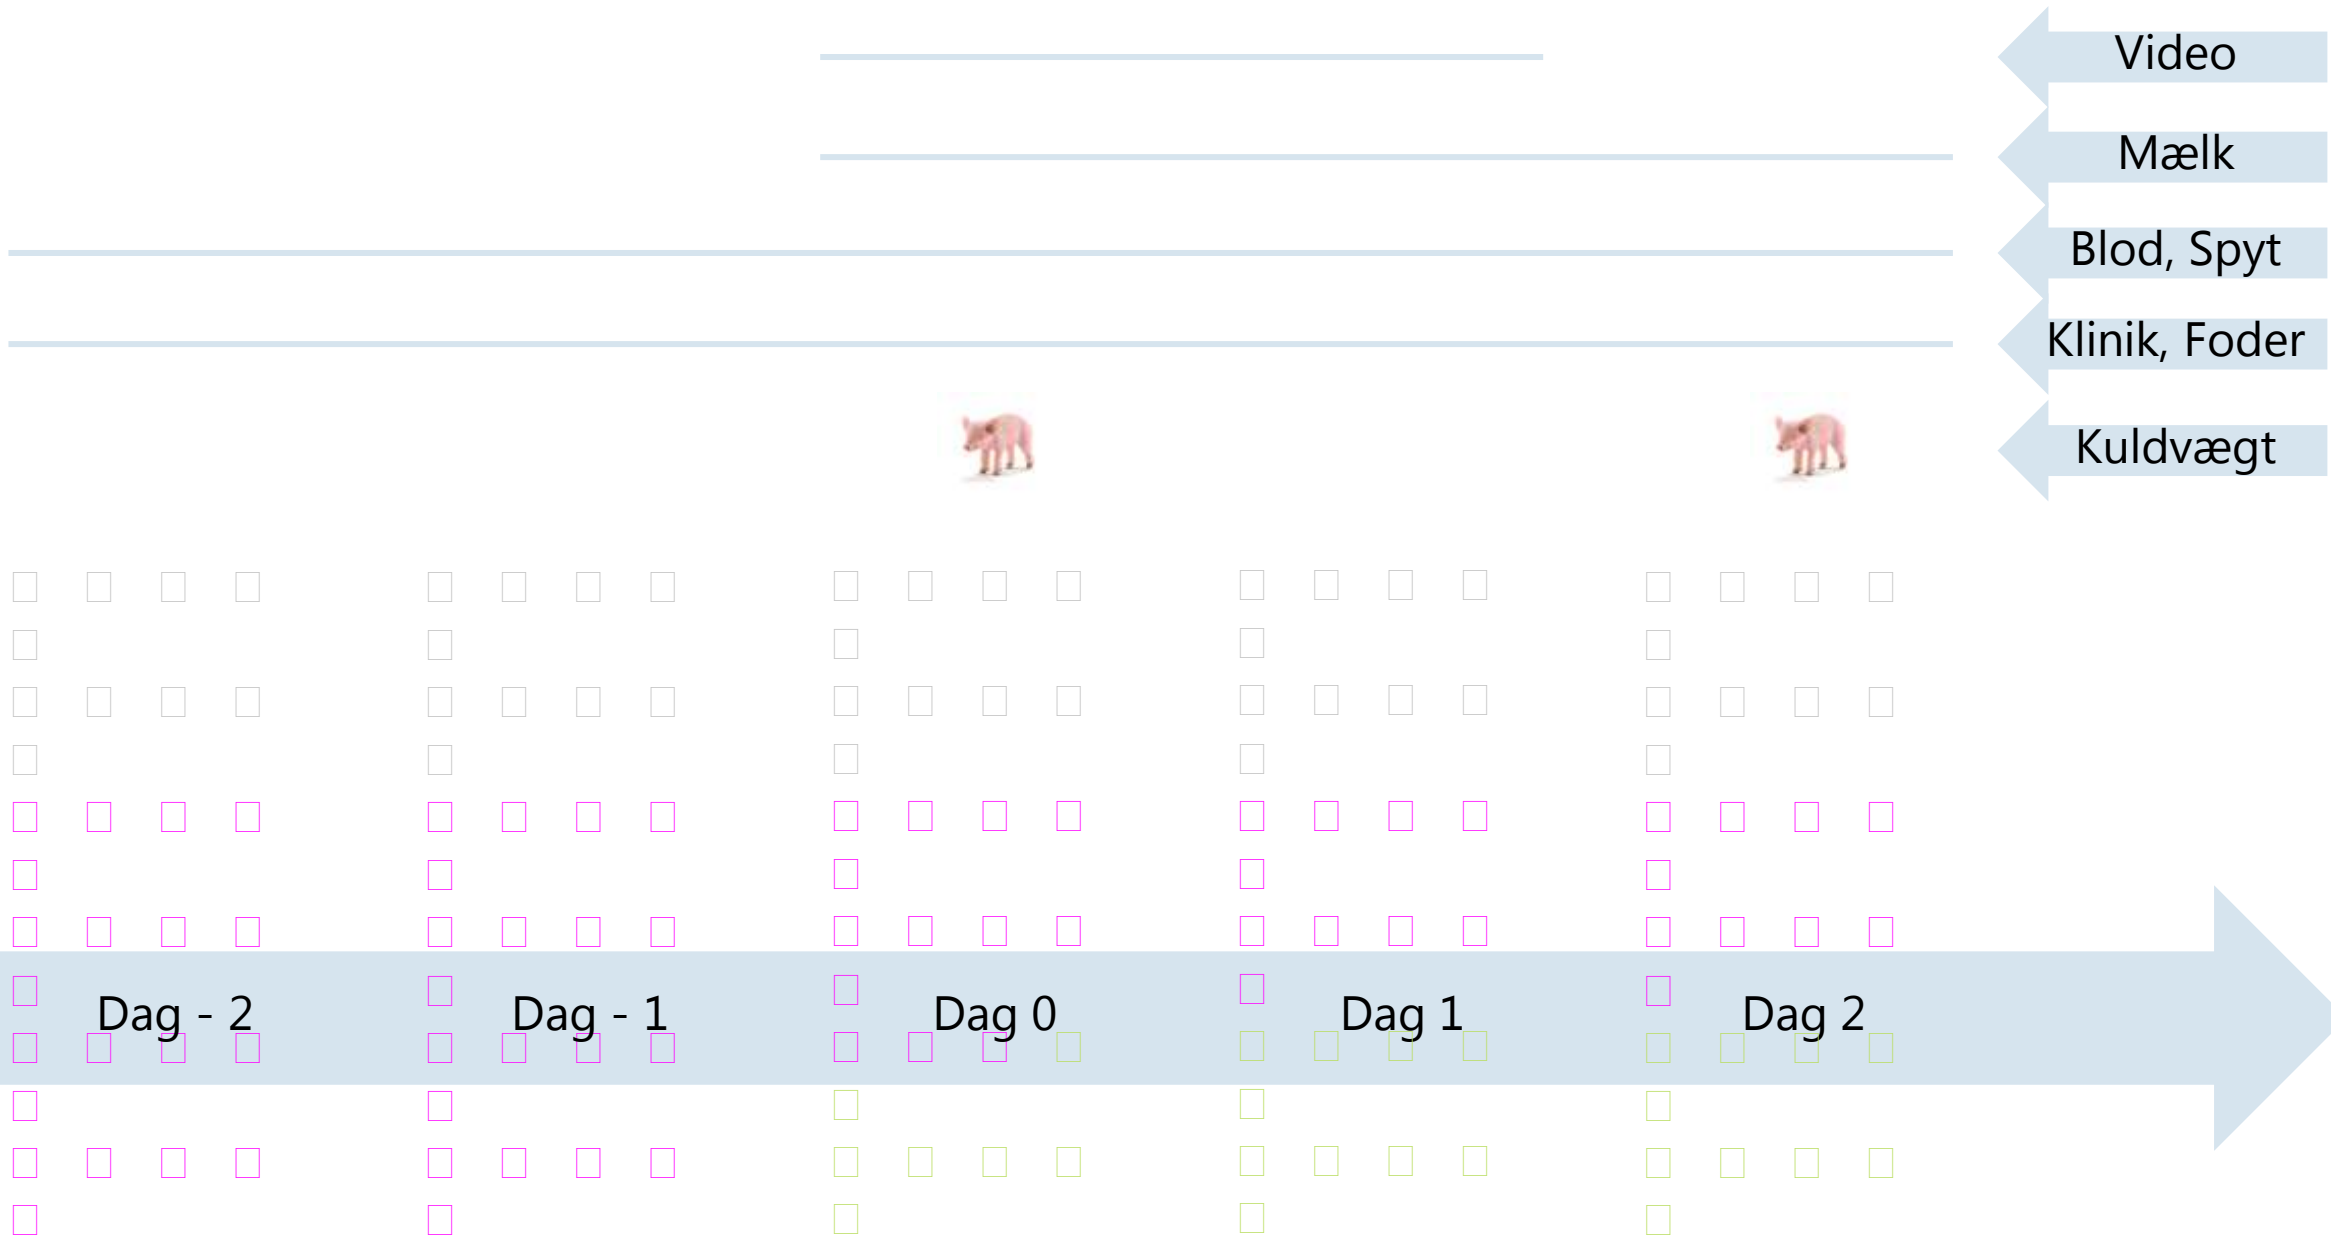 Video
Mælk
Blod, Spyt
Klinik, Foder
Kuldvægt
Dag - 2
Dag - 1
Dag 0
Dag 1
Dag 2